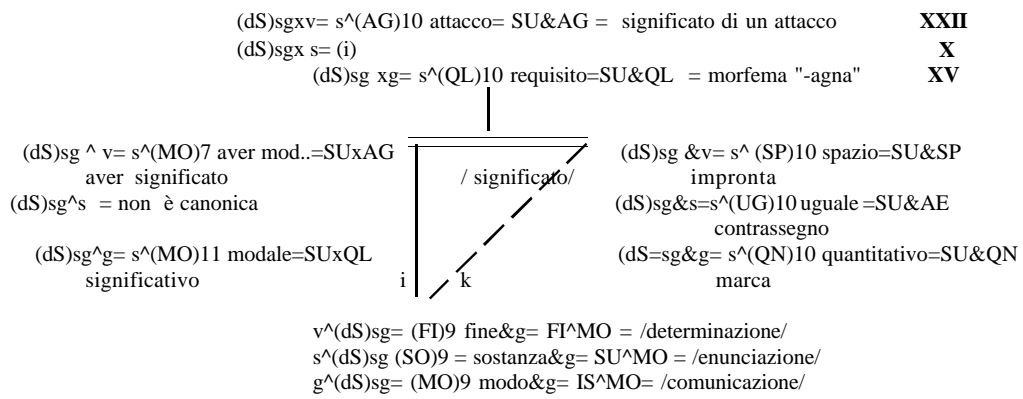 (dS)sgxv= s^(AG)10 attacco= SU&AG = significato di un attacco XXII
(dS)sgx s= (i) X
(dS)sg xg= s^(QL)10 requisito=SU&QL = morfema "-agna" XV
(dS)sg ^ v= s^(MO)7 aver mod..=SUxAG
aver significato
(dS)sg^s = non è canonica
(dS)sg^g= s^(MO)11 modale=SUxQL
significativo
/ significato/
i k
(dS)sg &v= s^ (SP)10 spazio=SU&SP
impronta
(dS)sg&s=s^(UG)10 uguale =SU&AE
contrassegno
(dS=sg&g= s^(QN)10 quantitativo=SU&QN
marca
v^(dS)sg= (FI)9 fine&g= FI^MO = /determinazione/
s^(dS)sg (SO)9 = sostanza&g= SU^MO = /enunciazione/
g^(dS)sg= (MO)9 modo&g= IS^MO= /comunicazione/